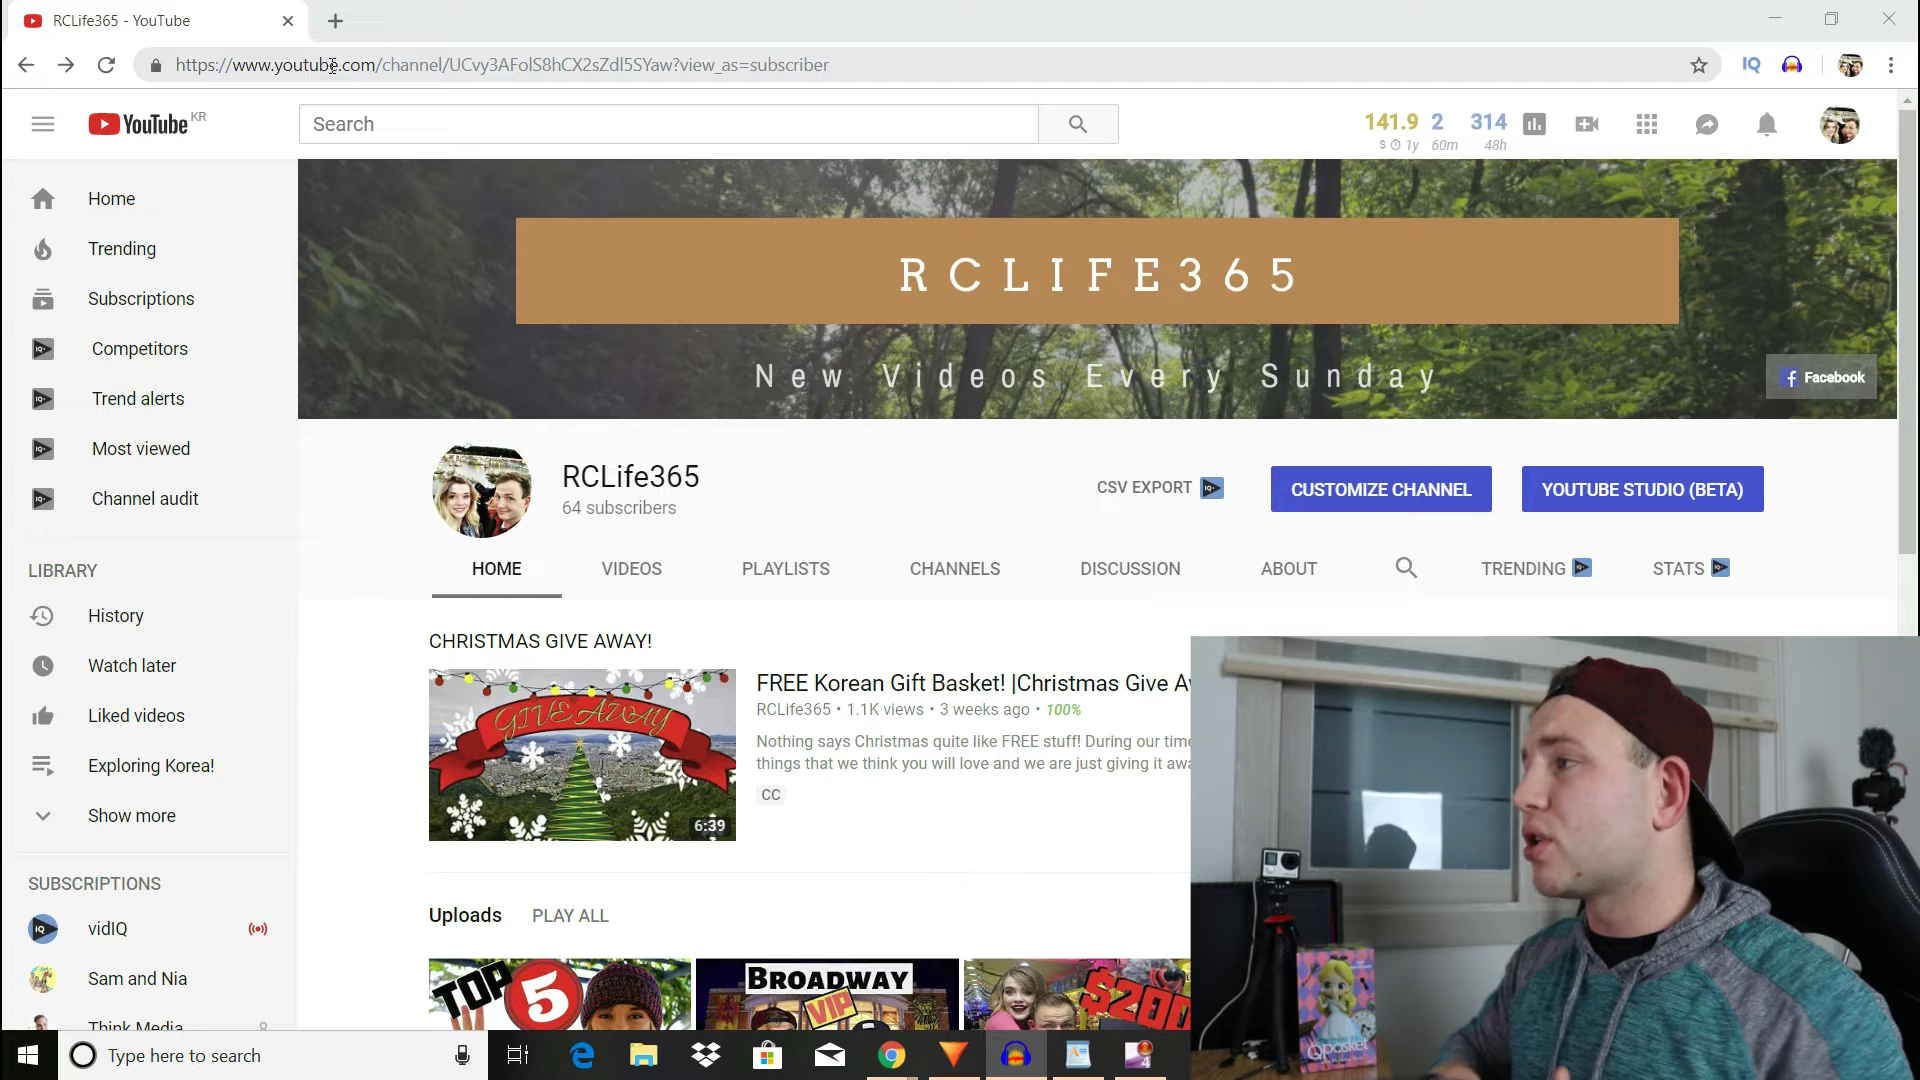 RCLife365 - YouTube
https://www.youtube.com/channel/UCvy3AFolS8hCX2sZdl5SYaw?view_as=subscriber
IQ
YouTube KR
Search
141.9 2 314
$ 1y 60m 48h
Home
Trending
Subscriptions
Competitors
Trend alerts
Most viewed
Channel audit
LIBRARY
History
Watch later
Liked videos
Exploring Korea!
Show more
SUBSCRIPTIONS
vidIQ
Sam and Nia
Think Media
RCLIFE365
New Videos Every Sunday
Facebook
RCLife365
64 subscribers
CSV EXPORT
CUSTOMIZE CHANNEL
YOUTUBE STUDIO (BETA)
HOME VIDEOS PLAYLISTS CHANNELS DISCUSSION ABOUT TRENDING STATS
CHRISTMAS GIVE AWAY!
GIVE AWAY
6:39
FREE Korean Gift Basket! |Christmas Give
RCLife365 • 1.1K views • 3 weeks ago • 100%
Nothing says Christmas quite like FREE stuff! During our
things that we think you will love and we are just giving it
CC
Uploads PLAY ALL
TOP 5
BROADWAY
VIP
$200
Qposket
Type here to search